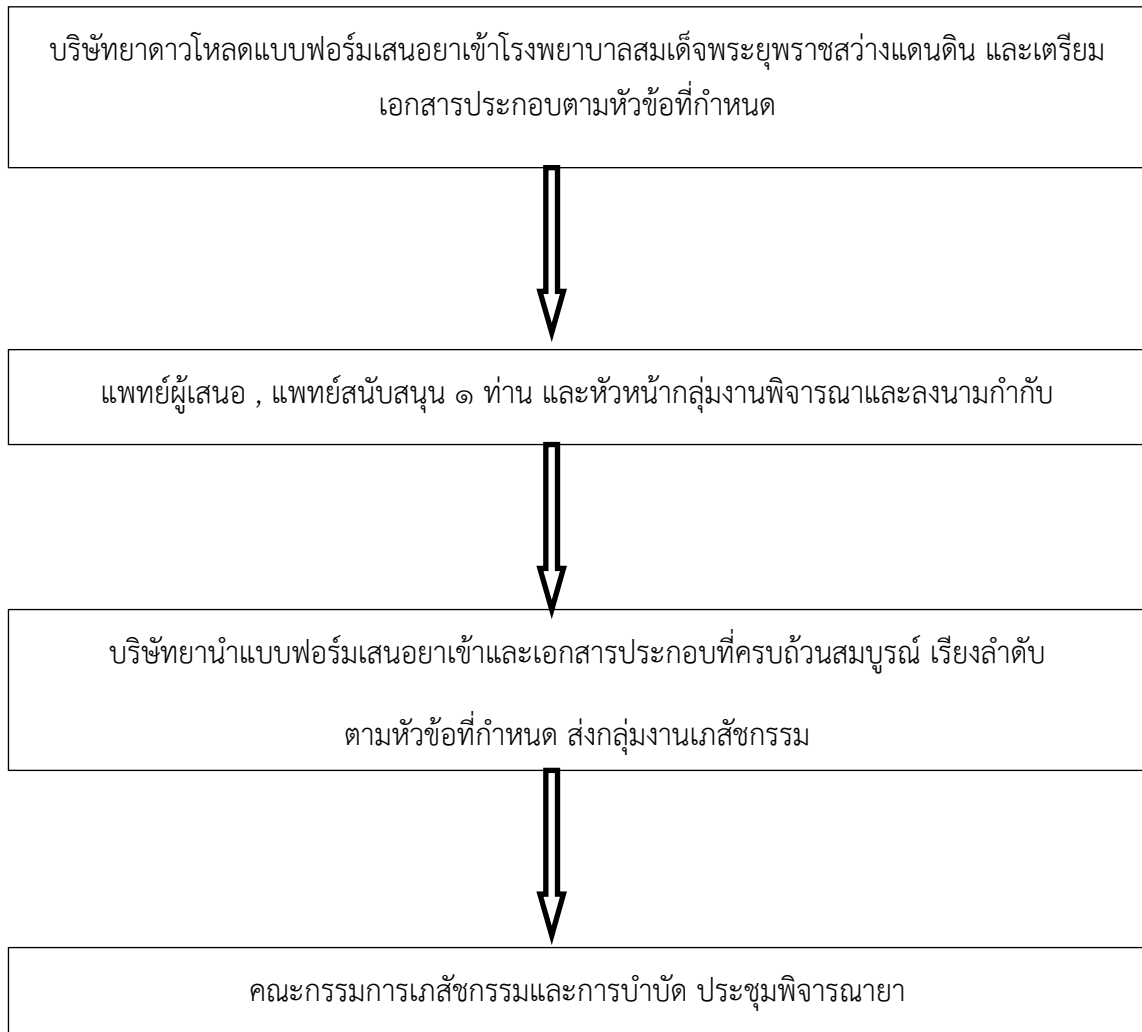 บริษัทยาดาวโหลดแบบฟอร์มเสนอยาเข้าโรงพยาบาลสมเด็จพระยุพราชสว่างแดนดิน และเตรียม
เอกสารประกอบตามหัวข้อที่กำหนด
แพทย์ผู้เสนอ , แพทย์สนับสนุน ๑ ท่าน และหัวหน้ากลุ่มงานพิจารณาและลงนามกำกับ
บริษัทยานำแบบฟอร์มเสนอยาเข้าและเอกสารประกอบที่ครบถ้วนสมบูรณ์ เรียงลำดับ
ตามหัวข้อที่กำหนด ส่งกลุ่มงานเภสัชกรรม
คณะกรรมการเภสัชกรรมและการบำบัด ประชุมพิจารณายา